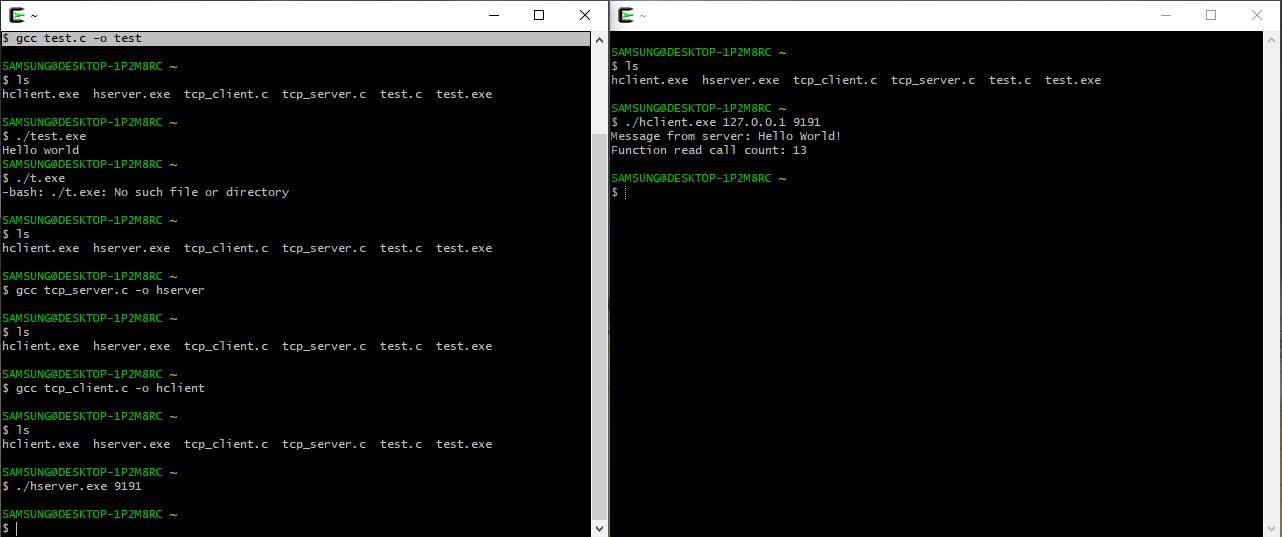 ~
$ gcc test.c -o test
SAMSUNG@DESKTOP-1P2M8RC ~
$ ls
hclient.exe  hserver.exe  tcp_client.c  tcp_server.c  test.c  test.exe
SAMSUNG@DESKTOP-1P2M8RC ~
$ ./test.exe
Hello world
SAMSUNG@DESKTOP-1P2M8RC ~
$ ./t.exe
-bash: ./t.exe: No such file or directory
SAMSUNG@DESKTOP-1P2M8RC ~
$ ls
hclient.exe  hserver.exe  tcp_client.c  tcp_server.c  test.c  test.exe
SAMSUNG@DESKTOP-1P2M8RC ~
$ gcc tcp_server.c -o hserver
SAMSUNG@DESKTOP-1P2M8RC ~
$ ls
hclient.exe  hserver.exe  tcp_client.c  tcp_server.c  test.c  test.exe
SAMSUNG@DESKTOP-1P2M8RC ~
$ gcc tcp_client.c -o hclient
SAMSUNG@DESKTOP-1P2M8RC ~
$ ls
hclient.exe  hserver.exe  tcp_client.c  tcp_server.c  test.c  test.exe
SAMSUNG@DESKTOP-1P2M8RC ~
$ ./hserver.exe 9191
SAMSUNG@DESKTOP-1P2M8RC ~
$
~
SAMSUNG@DESKTOP-1P2M8RC ~
$ ls
hclient.exe  hserver.exe  tcp_client.c  tcp_server.c  test.c  test.exe
SAMSUNG@DESKTOP-1P2M8RC ~
$ ./hclient.exe 127.0.0.1 9191
Message from server: Hello World!
Function read call count: 13
SAMSUNG@DESKTOP-1P2M8RC ~
$